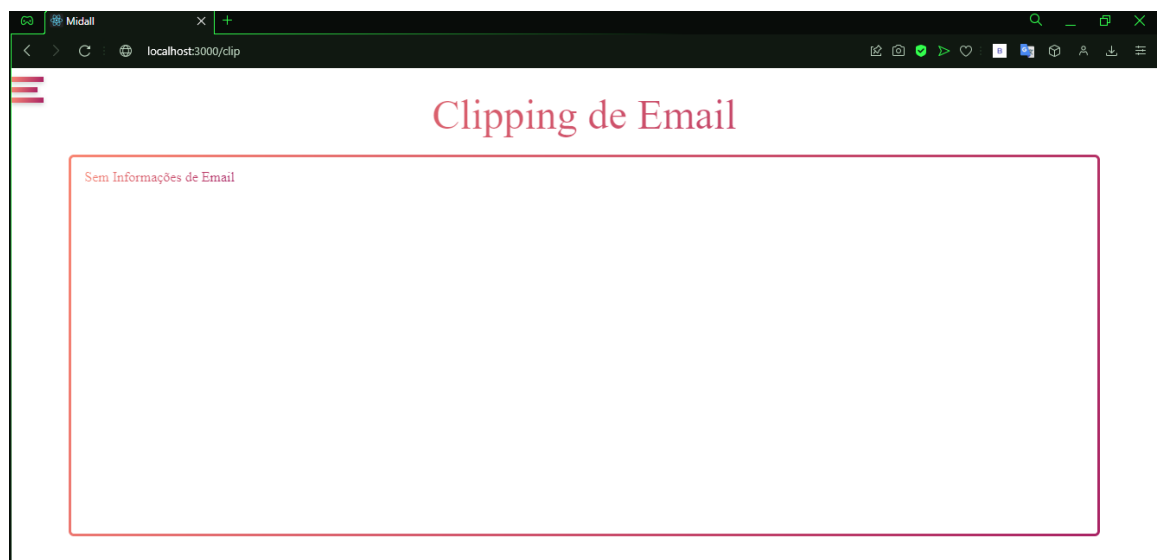 Midall
localhost:3000/clip
Clipping de Email
Sem Informações de Email